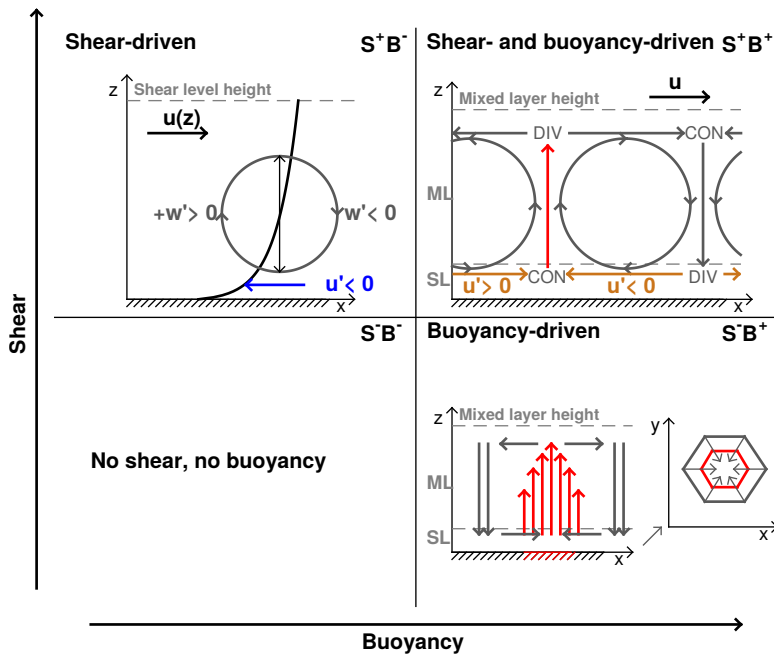 Shear-driven S⁺B⁻
z
Shear level height
u(z)
+w'> 0 w'< 0
u'< 0
x
Shear- and buoyancy-driven S⁺B⁺
z
Mixed layer height
u
DIV CON
ML
SL
u'> 0 CON u'< 0 DIV
x
Shear
S⁻B⁻
No shear, no buoyancy
Buoyancy-driven S⁻B⁺
z
Mixed layer height
ML
SL
x
y
x
Buoyancy